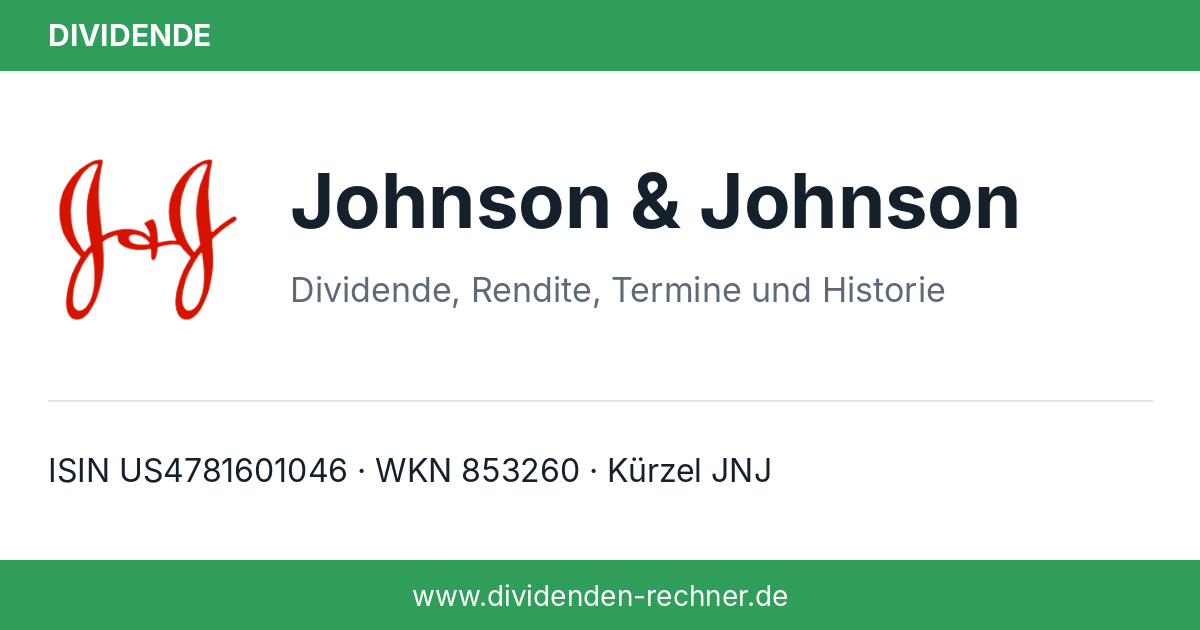 DIVIDENDE
J&J
Johnson & Johnson
Dividende, Rendite, Termine und Historie
ISIN US4781601046 · WKN 853260 · Kürzel JNJ
www.dividenden-rechner.de